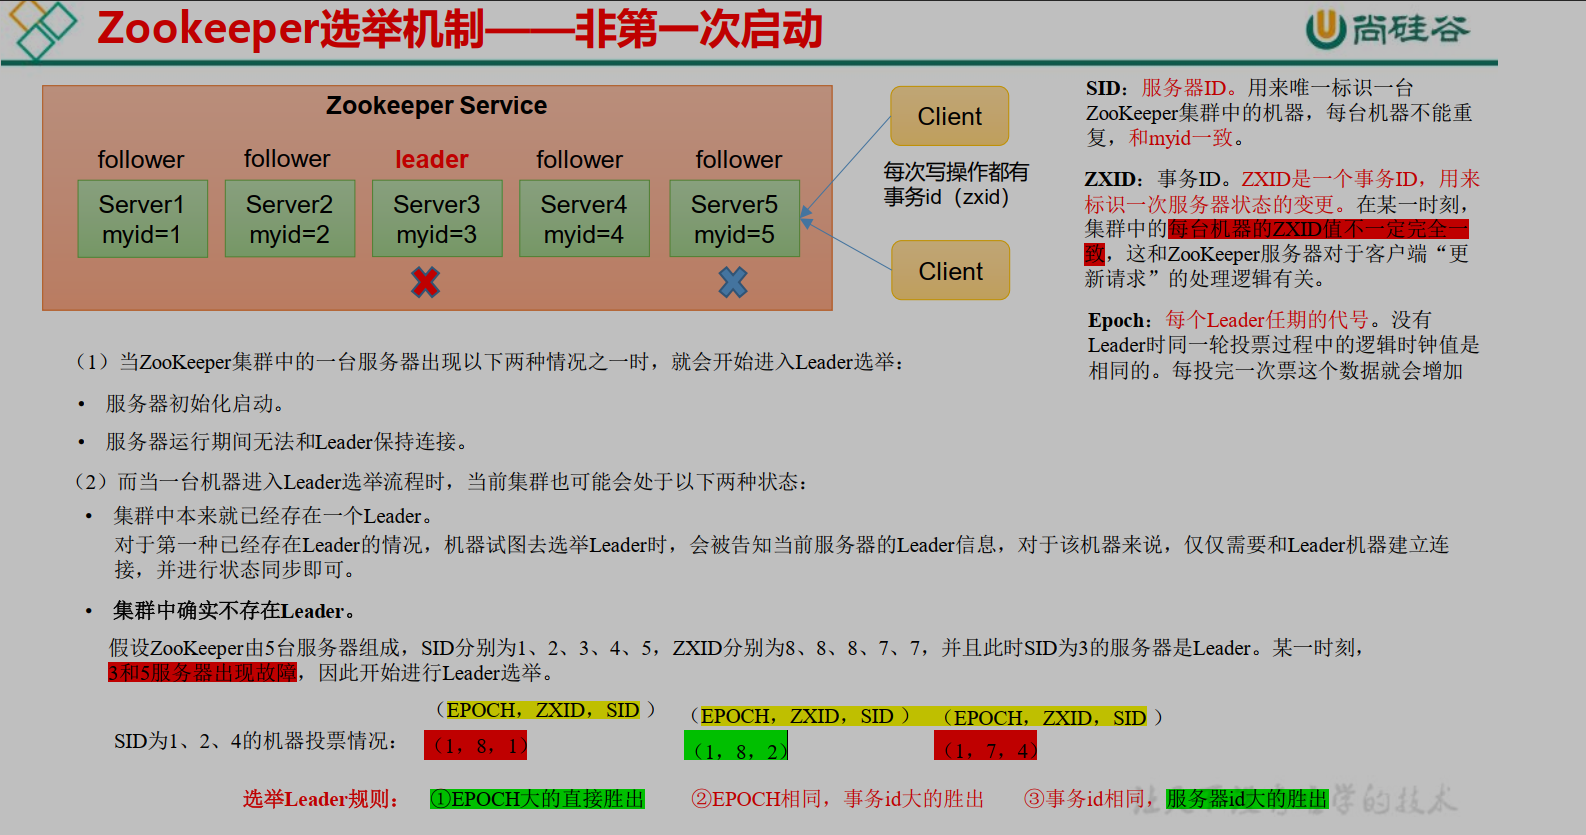 Zookeeper选举机制——非第一次启动
尚硅谷
Zookeeper Service
follower
follower
leader
follower
follower
Server1
myid=1
Server2
myid=2
Server3
myid=3
Server4
myid=4
Server5
myid=5
Client
每次写操作都有
事务id（zxid）
Client
SID：服务器ID。用来唯一标识一台
ZooKeeper集群中的机器，每台机器不能重
复，和myid一致。
ZXID：事务ID。ZXID是一个事务ID，用来
标识一次服务器状态的变更。在某一时刻，
集群中的每台机器的ZXID值不一定完全一
致，这和ZooKeeper服务器对于客户端“更
新请求”的处理逻辑有关。
Epoch：每个Leader任期的代号。没有
Leader时同一轮投票过程中的逻辑时钟值是
相同的。每投完一次票这个数据就会增加
（1）当ZooKeeper集群中的一台服务器出现以下两种情况之一时，就会开始进入Leader选举：
• 服务器初始化启动。
• 服务器运行期间无法和Leader保持连接。
（2）而当一台机器进入Leader选举流程时，当前集群也可能会处于以下两种状态：
• 集群中本来就已经存在一个Leader。
对于第一种已经存在Leader的情况，机器试图去选举Leader时，会被告知当前服务器的Leader信息，对于该机器来说，仅仅需要和Leader机器建立连
接，并进行状态同步即可。
• 集群中确实不存在Leader。
假设ZooKeeper由5台服务器组成，SID分别为1、2、3、4、5，ZXID分别为8、8、8、7、7，并且此时SID为3的服务器是Leader。某一时刻，
3和5服务器出现故障，因此开始进行Leader选举。
（EPOCH，ZXID，SID ） （EPOCH，ZXID，SID ） （EPOCH，ZXID，SID ）
SID为1、2、4的机器投票情况： （1，8，1） （1，8，2） （1，7，4）
选举Leader规则： ①EPOCH大的直接胜出 ②EPOCH相同，事务id大的胜出 ③事务id相同，服务器id大的胜出
学的技术